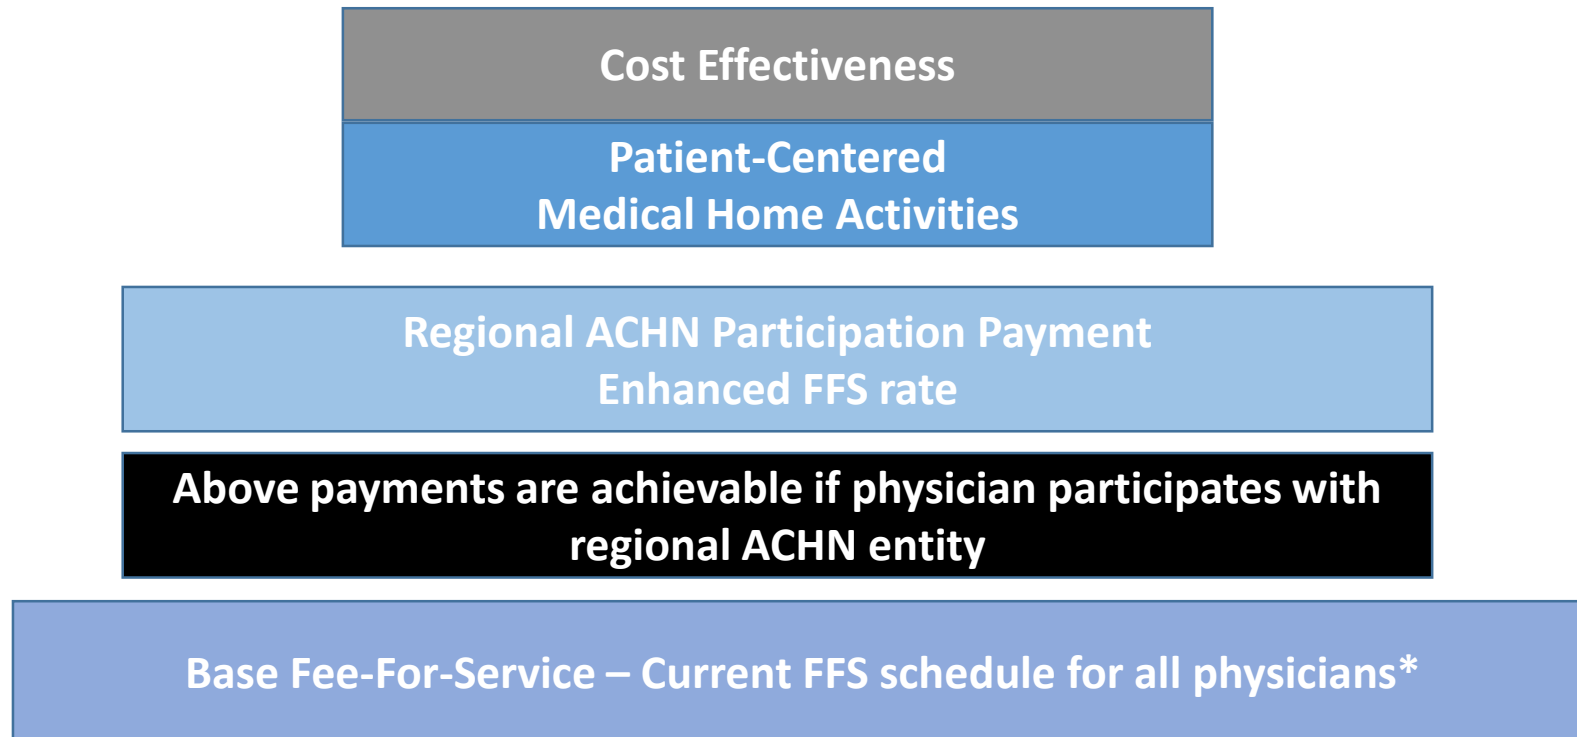 Cost Effectiveness
Patient-Centered
Medical Home Activities
Regional ACHN Participation Payment
Enhanced FFS rate
Above payments are achievable if physician participates with
regional ACHN entity
Base Fee-For-Service – Current FFS schedule for all physicians*